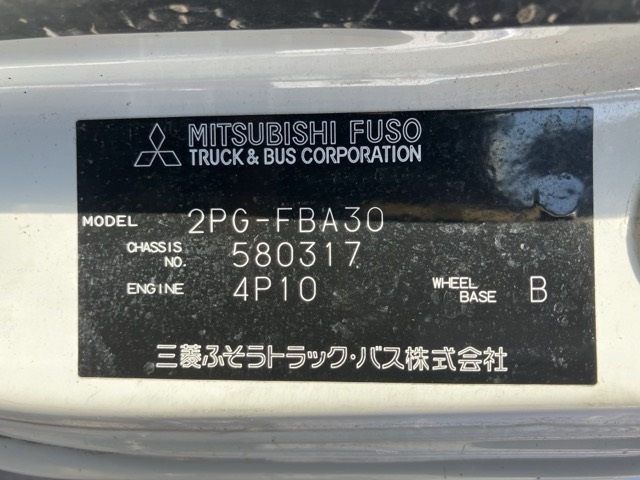 MITSUBISHI FUSO
TRUCK & BUS CORPORATION
MODEL 2PG-FBA30
CHASSIS NO. 580317
ENGINE 4P10 WHEEL BASE B
三菱ふそうトラック・バス株式会社